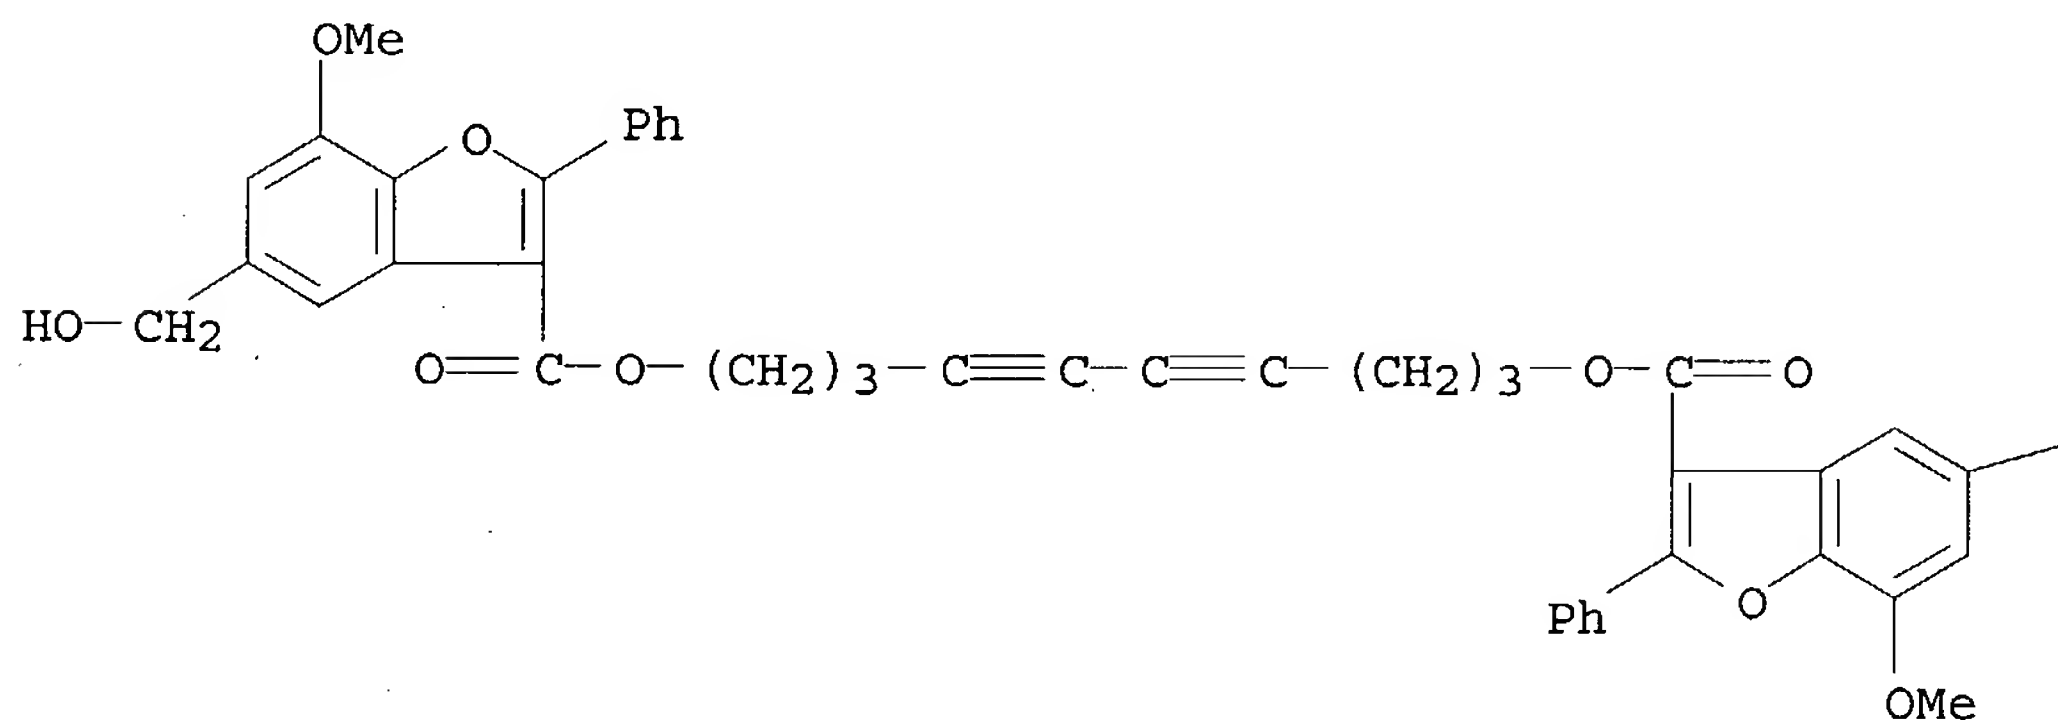 OMe
O Ph
HO—CH2
O=C—O—(CH2)3—C≡C—C≡C—(CH2)3—O—C=O
Ph O
OMe